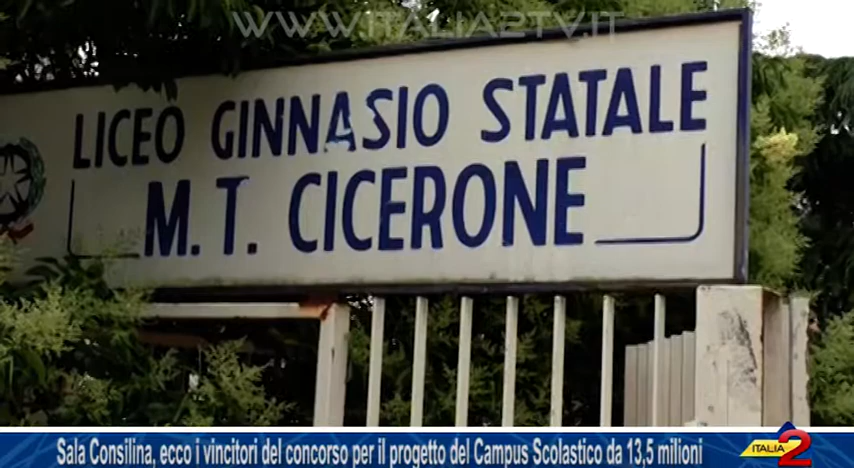 WWW.ITALIA2TV.IT
LICEO GINNASIO STATALE
M. T. CICERONE
Sala Consilina, ecco i vincitori del concorso per il progetto del Campus Scolastico da 13,5 milioni
ITALIA 2